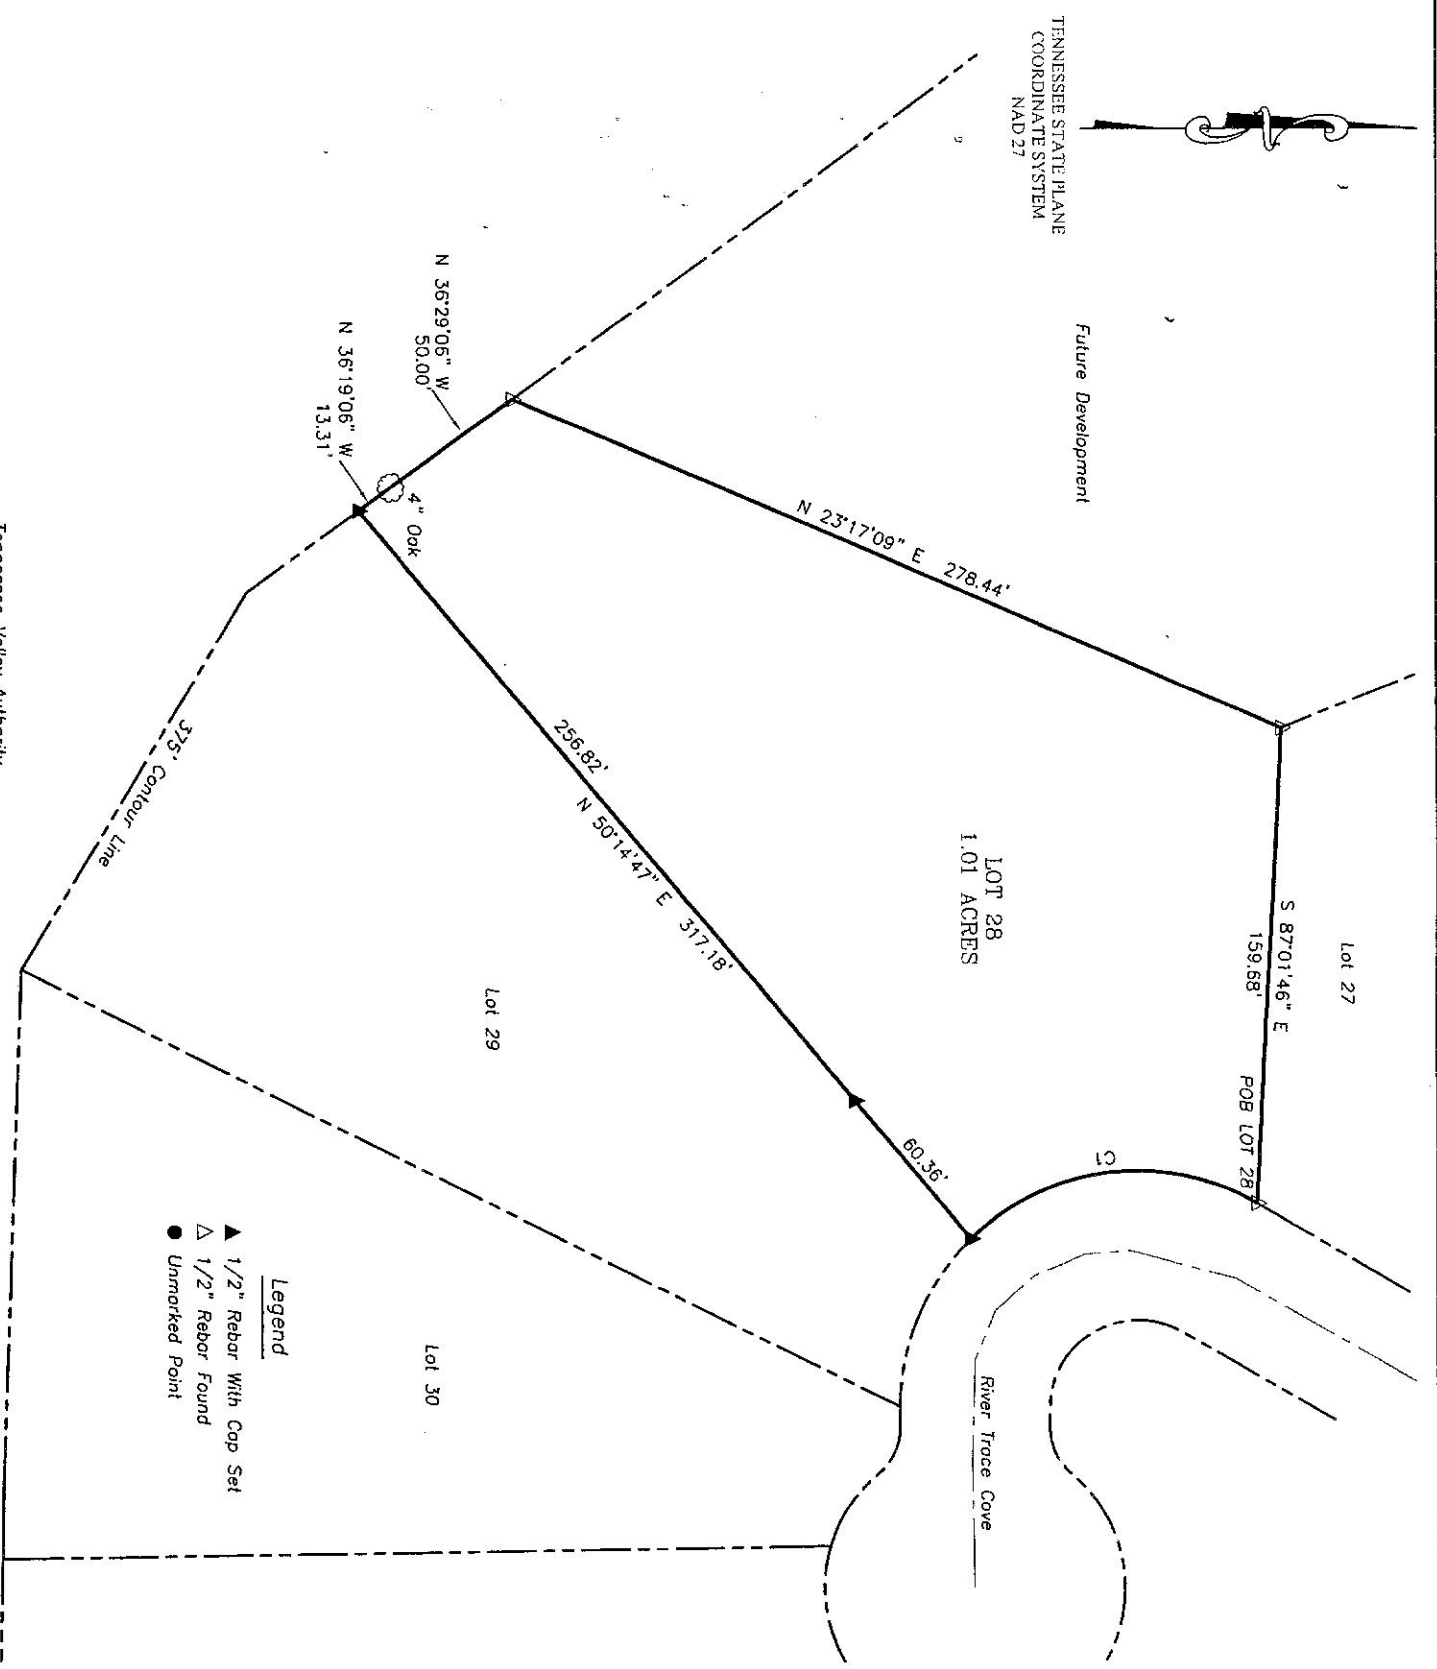 TENNESSEE STATE PLANE
COORDINATE SYSTEM
NAD 27
Future Development
Lot 27
S 87°01'46" E
159.68'
POB LOT 28
N 23°17'09" E 278.44'
LOT 28
1.01 ACRES
C1
N 36°29'06" W
50.00'
N 36°19'06" W
13.31'
4" Oak
256.82'
N 50°14'47" E 317.18'
60.36'
River Trace Cove
Lot 29
375' Contour Line
Lot 30
Legend
1/2" Rebar With Cap Set
1/2" Rebar Found
Unmarked Point
Tennessee Valley Authority